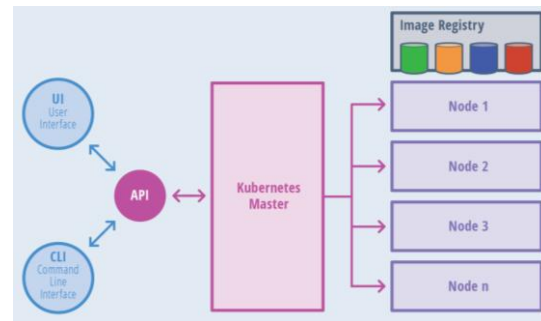 Image Registry
UI
User
Interface
API
CLI
Command
Line
Interface
Kubernetes
Master
Node 1
Node 2
Node 3
Node n